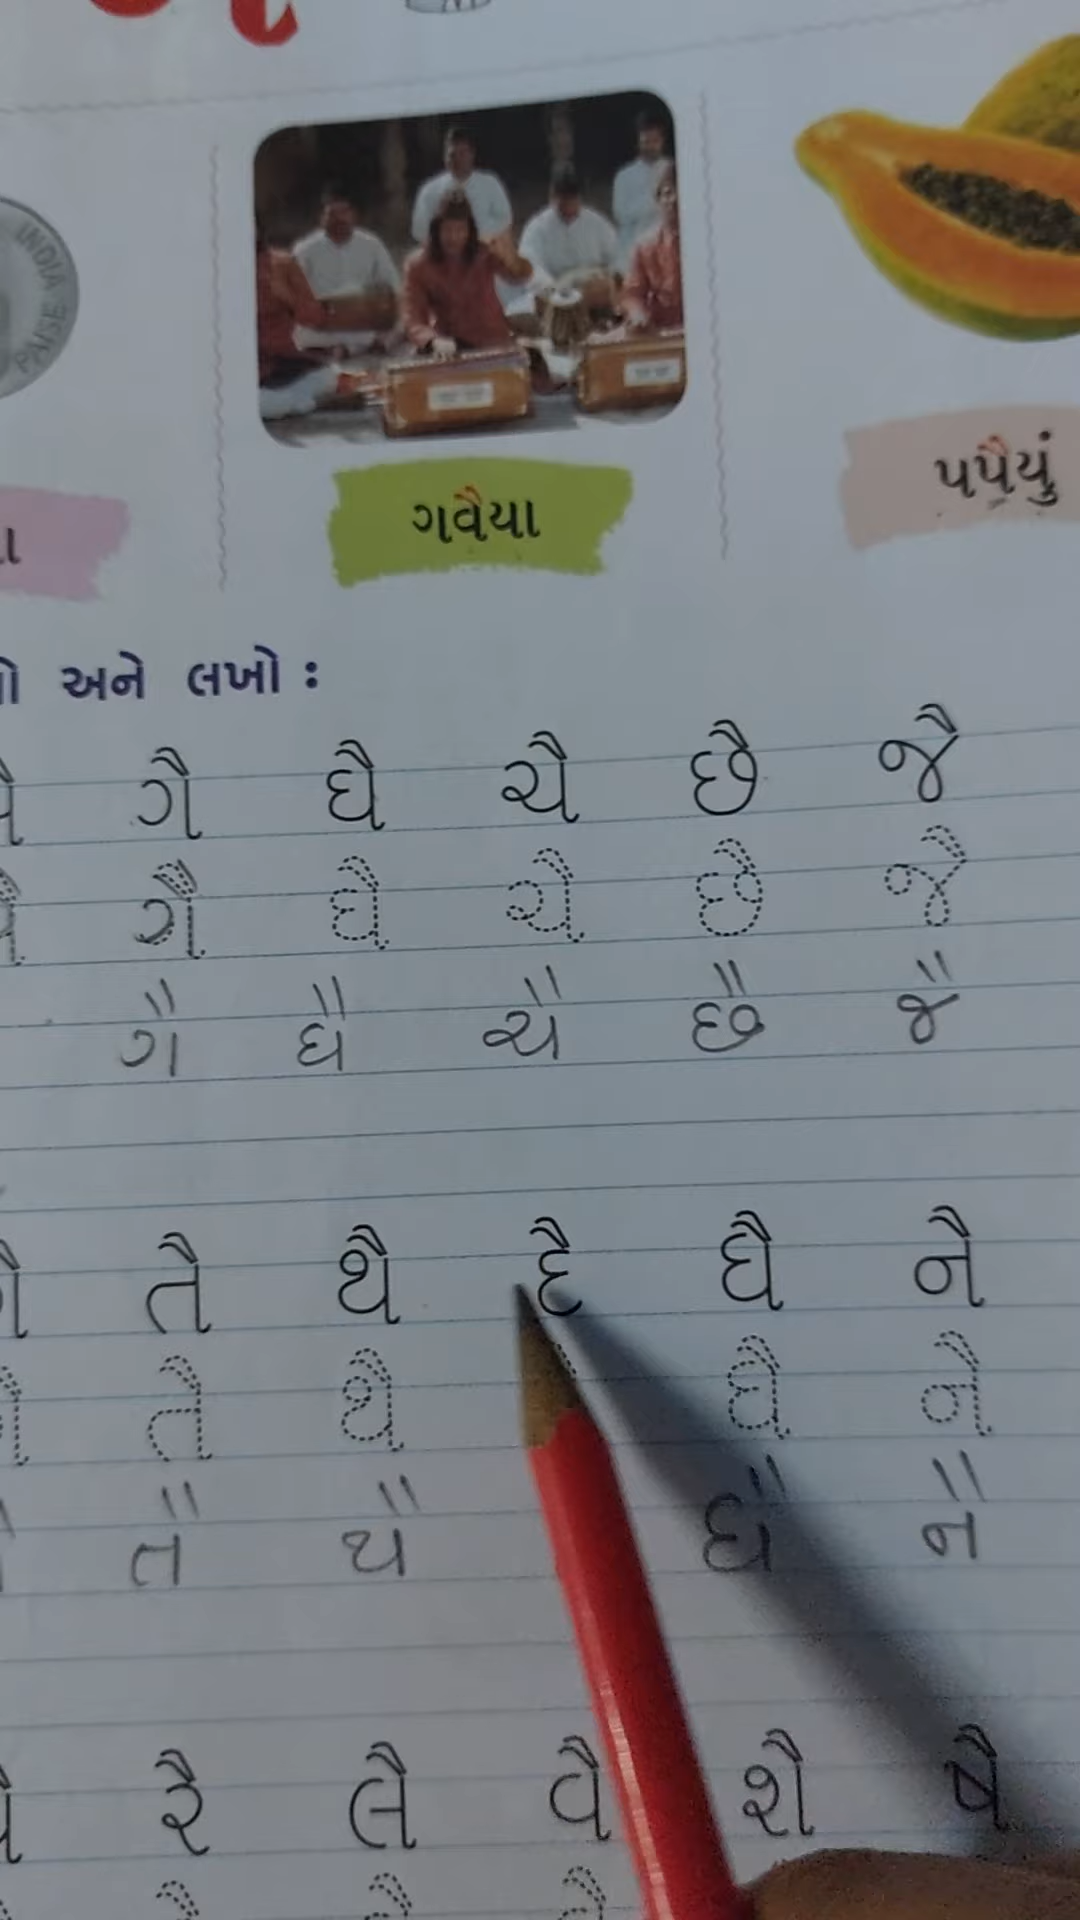 INDIA
PAISE
ગવૈયા
પપૈયું
અને લખો :
ગૈ ઘૈ ચૈ છૈ જૈ
ગૈ ઘૈ ચૈ છૈ જૈ
ગૈ ઘૈ ચૈ છૈ જૈ
તૈ થૈ દૈ ધૈ નૈ
તૈ થૈ ધૈ નૈ
તૈ થૈ ધૈ નૈ
રૈ લૈ વૈ શૈ ષૈ